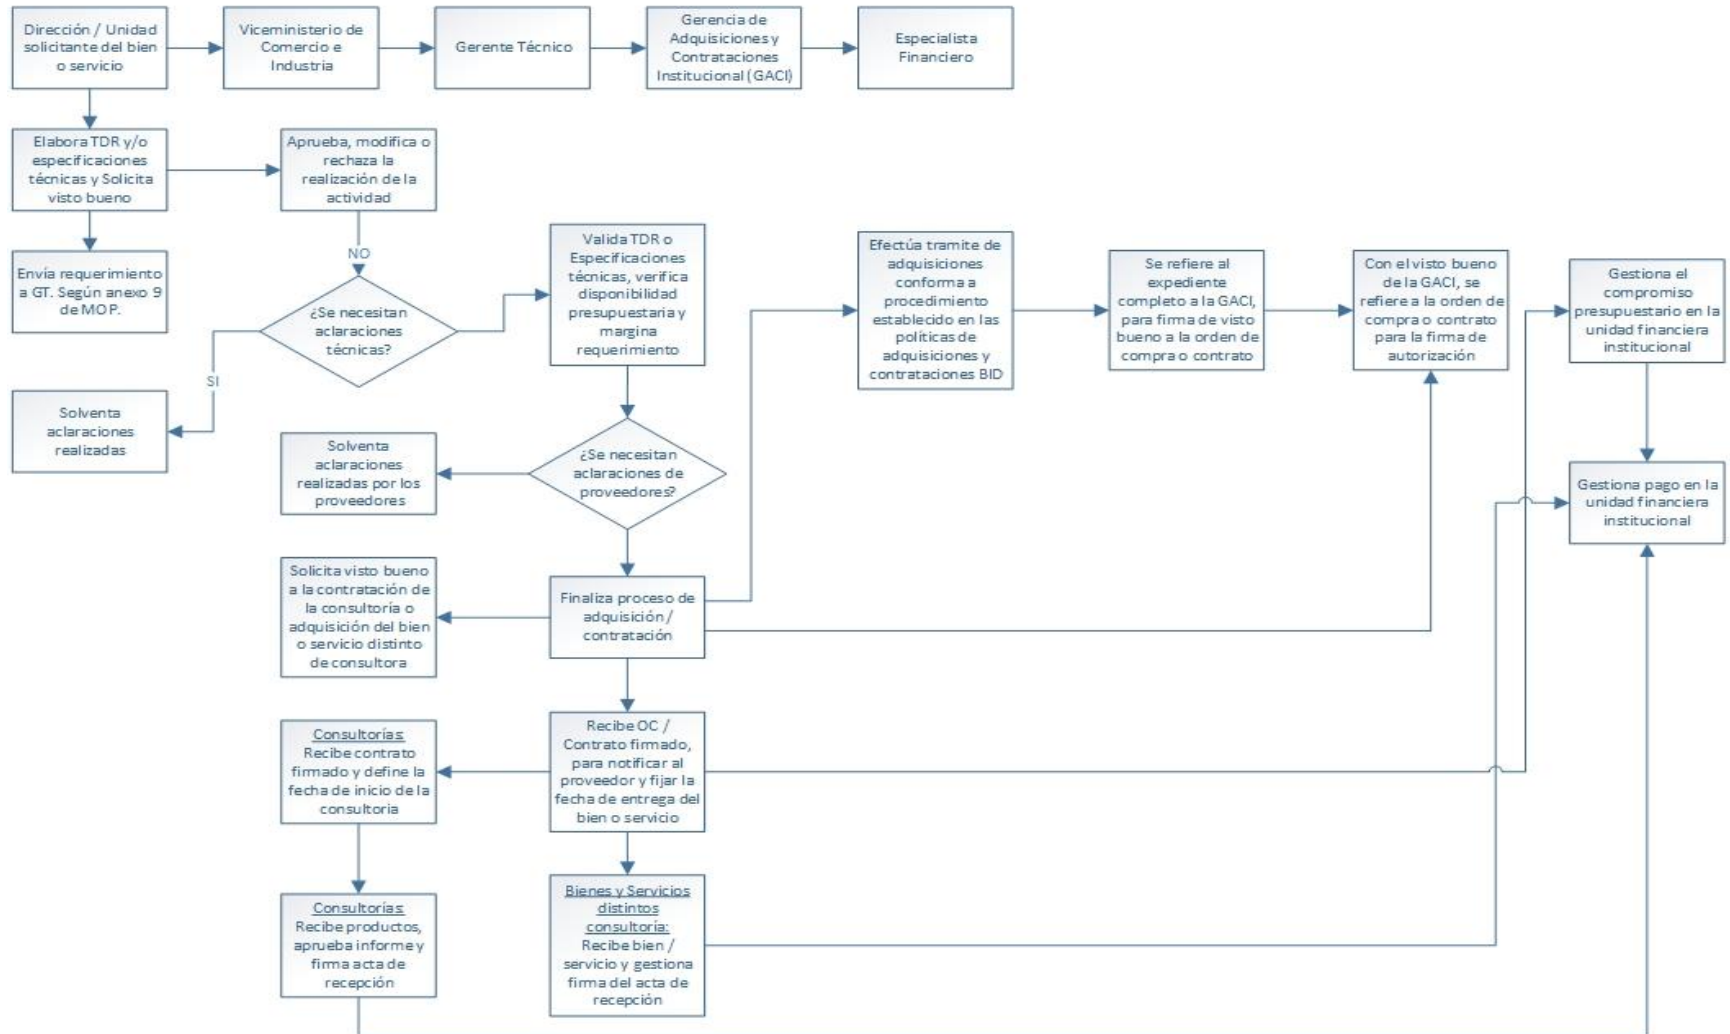 Dirección / Unidad
solicitante del bien
o servicio
Viceministerio de
Comercio e
Industria
Gerente Técnico
Gerencia de
Adquisiciones y
Contrataciones
Institucional (GACI)
Especialista
Financiero
Elabora TDR y/o
especificaciones
técnicas y Solicita
visto bueno
Aprueba, modifica o
rechaza la
realización de la
actividad
Envía requerimiento
a GT. Según anexo 9
de MOP.
NO
¿Se necesitan
aclaraciones
técnicas?
SI
Solventa
aclaraciones
realizadas
Valida TDR o
Especificaciones
técnicas, verifica
disponibilidad
presupuestaria y
margina
requerimiento
Efectúa tramite de
adquisiciones
conforma a
procedimiento
establecido en las
políticas de
adquisiciones y
contrataciones BID
Se refiere al
expediente
completo a la GACI,
para firma de visto
bueno a la orden de
compra o contrato
Con el visto bueno
de la GACI, se
refiere a la orden de
compra o contrato
para la firma de
autorización
Gestiona el
compromiso
presupuestario en la
unidad financiera
institucional
Solventa
aclaraciones
realizadas por los
proveedores
¿Se necesitan
aclaraciones de
proveedores?
Gestiona pago en la
unidad financiera
institucional
Solicita visto bueno
a la contratación de
la consultoría o
adquisición del bien
o servicio distinto
de consultora
Finaliza proceso de
adquisición /
contratación
Consultorías:
Recibe contrato
firmado y define la
fecha de inicio de la
consultoria
Recibe OC /
Contrato firmado,
para notificar al
proveedor y fijar la
fecha de entrega del
bien o servicio
Consultorías:
Recibe productos,
aprueba informe y
firma acta de
recepción
Bienes y Servicios
distintos
consultoría:
Recibe bien /
servicio y gestiona
firma del acta de
recepción